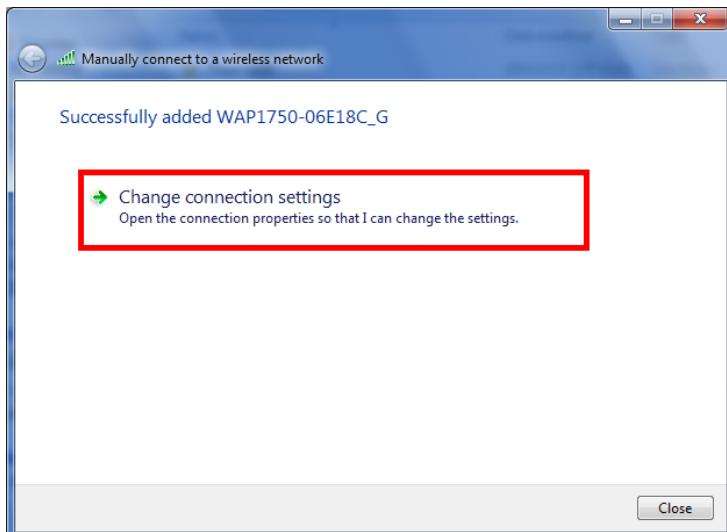 Manually connect to a wireless network
Successfully added WAP1750-06E18C_G
Change connection settings
Open the connection properties so that I can change the settings.
Close